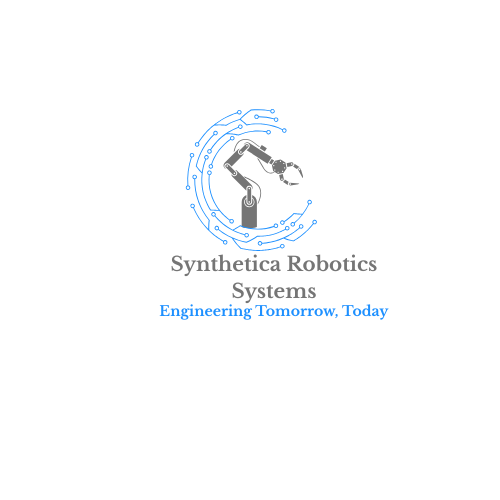 Synthetica Robotics
Systems
Engineering Tomorrow, Today